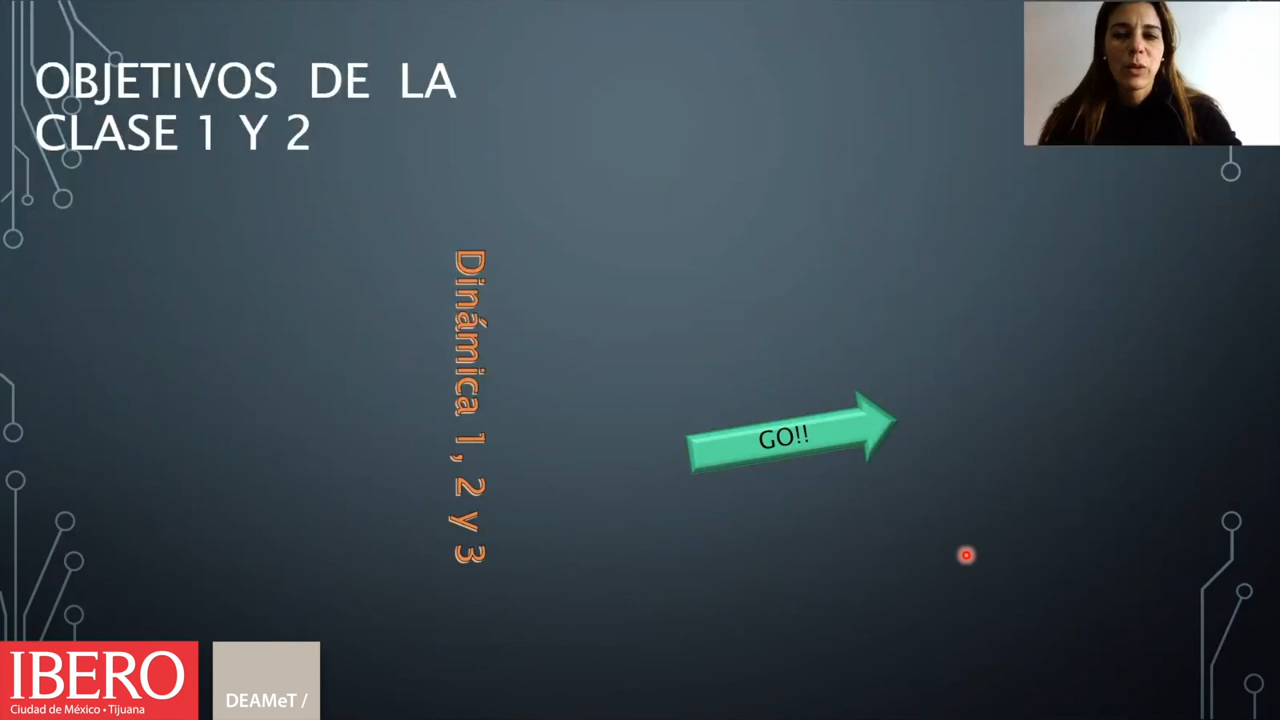 OBJETIVOS DE LA
CLASE 1 Y 2
Dinámica 1, 2 y 3
GO!!
IBERO
Ciudad de México • Tijuana
DEAMeT /